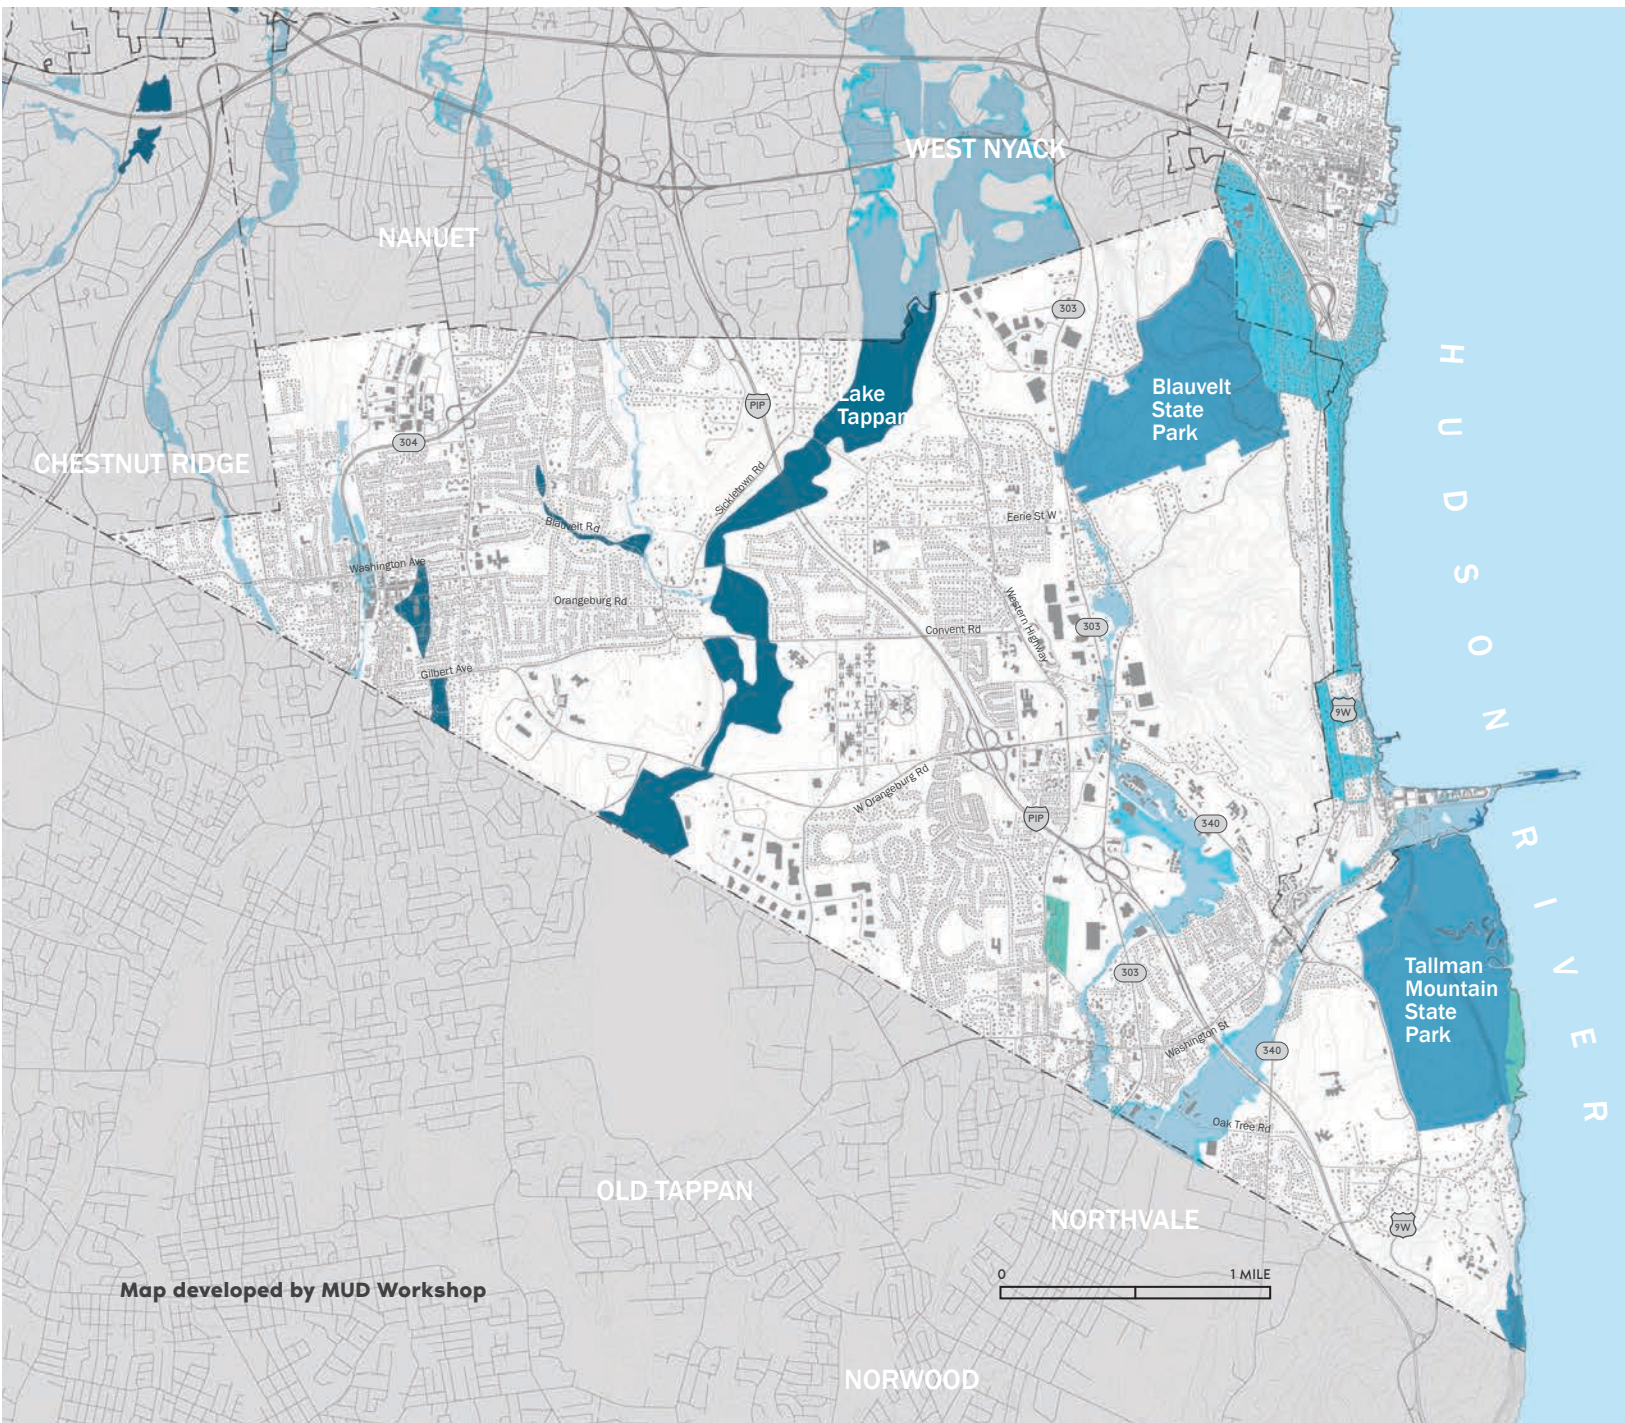 WEST NYACK
NANUET
303
Lake
Tappan
Blauvelt
State
Park
PIP
304
CHESTNUT RIDGE
Sickletown Rd
Blauvelt Rd
Eerie St W
Washington Ave
Orangeburg Rd
Western Highway
Convent Rd
303
Gilbert Ave
9W
W Orangeburg Rd
PIP
340
HUDSON RIVER
303
Tallman
Mountain
State
Park
Washington St
340
Oak Tree Rd
OLD TAPPAN
NORTHVALE
9W
0 1 MILE
Map developed by MUD Workshop
NORWOOD